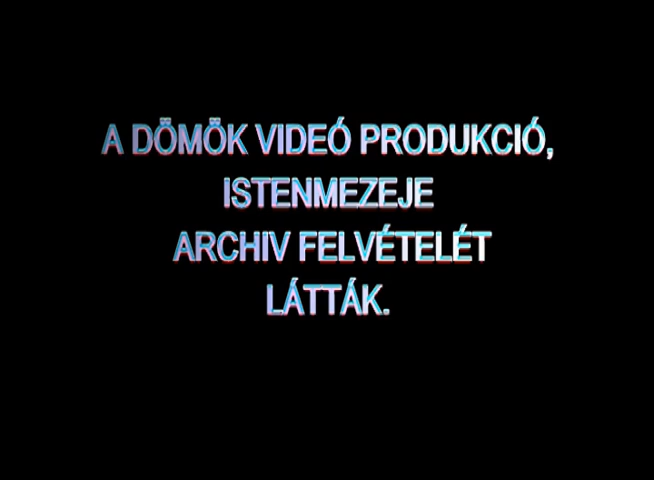 A DÖMÖK VIDEÓ PRODUKCIÓ,
ISTENMEZEJE
ARCHIV FELVÉTELÉT
LÁTTÁK.